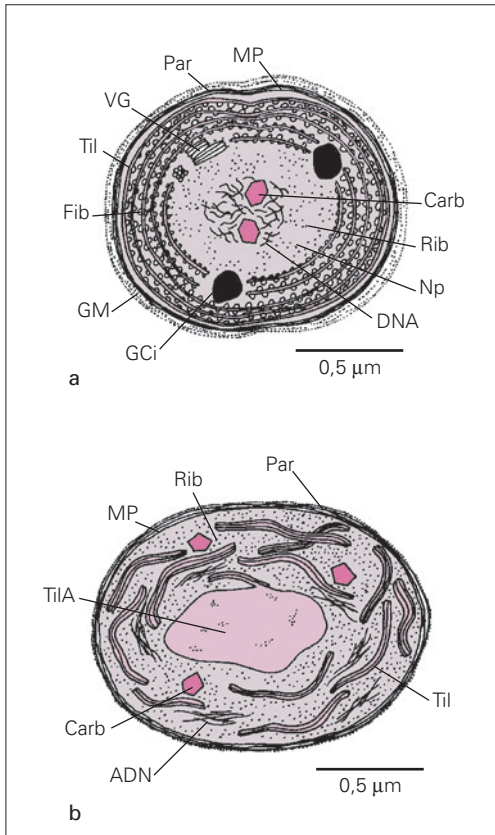 MP
Par
VG
Til
Carb
Fib
Rib
Np
GM
DNA
GCi
0,5 μm
a
Par
Rib
MP
TilA
Til
Carb
ADN
0,5 μm
b